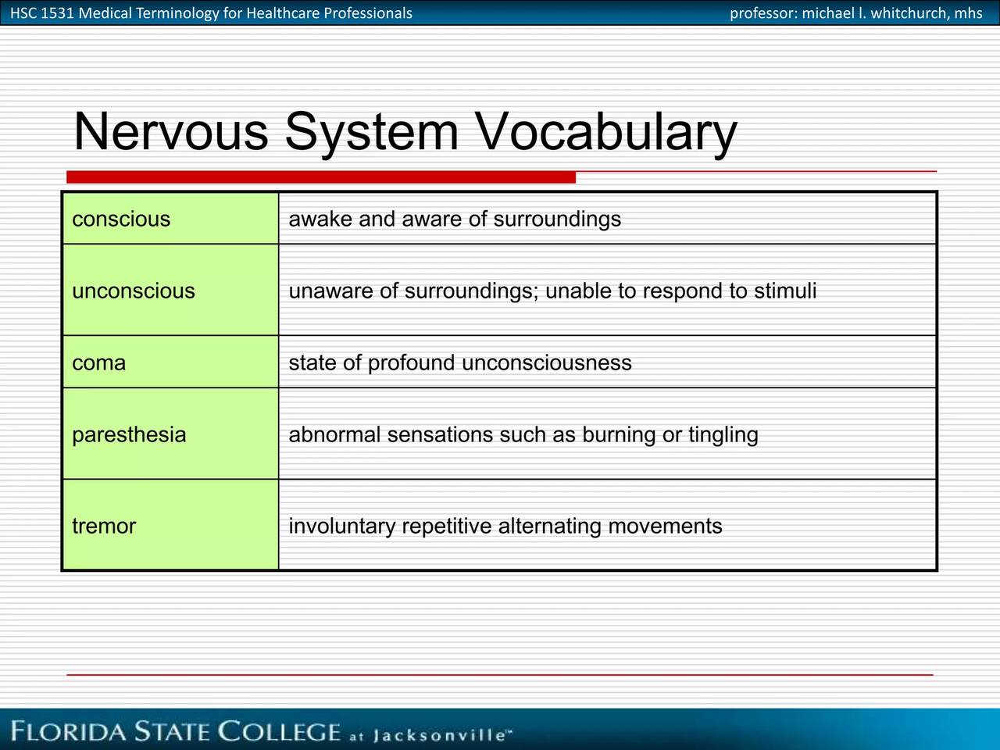 HSC 1531 Medical Terminology for Healthcare Professionals professor: michael l. whitchurch, mhs
Nervous System Vocabulary
conscious awake and aware of surroundings
unconscious unaware of surroundings; unable to respond to stimuli
coma state of profound unconsciousness
paresthesia abnormal sensations such as burning or tingling
tremor involuntary repetitive alternating movements
FLORIDA STATE COLLEGE at Jacksonville™